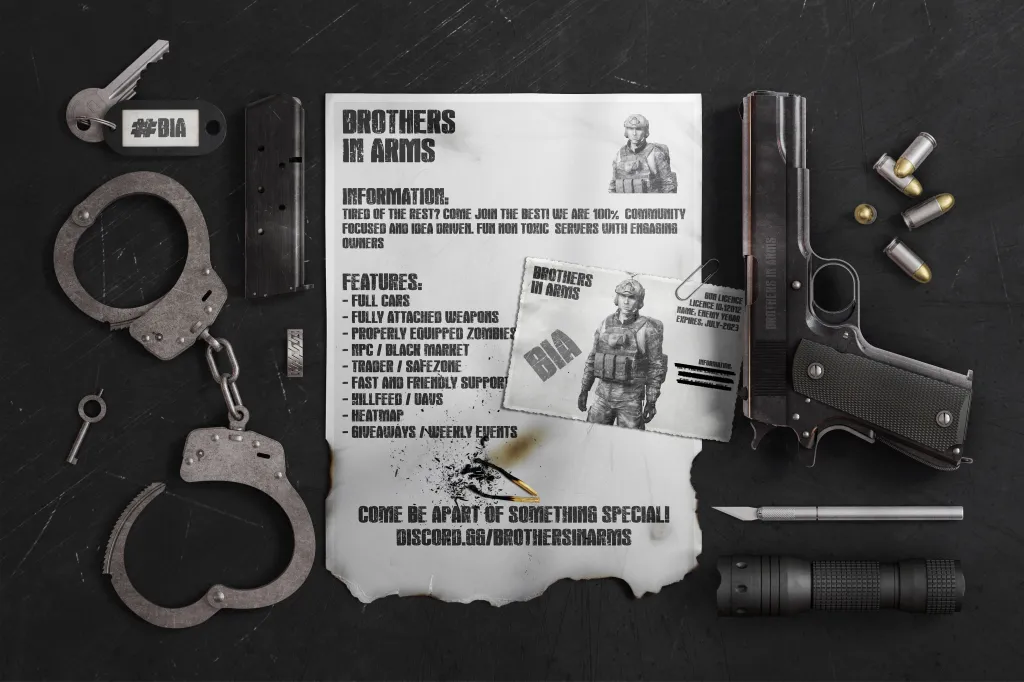 ##BIA
BROTHERS
IN ARMS
INFORMATION:
TIRED OF THE REST? COME JOIN THE BEST! WE ARE 100% COMMUNITY
FOCUSED AND IDEA DRIVEN. FUN NON TOXIC SERVERS WITH ENGAGING
OWNERS
FEATURES:
- FULL CARS
- FULLY ATTACHED WEAPONS
- PROPERLY EQUIPPED ZOMBIES
- NPC / BLACK MARKET
- TRADER / SAFEZONE
- FAST AND FRIENDLY SUPPORT
- KILLFEED / UAVS
- HEATMAP
- GIVEAWAYS / WEEKLY EVENTS
COME BE APART OF SOMETHING SPECIAL!
DISCORD.GG/BROTHERSINARMS
BROTHERS
IN ARMS
BIA
GUN LICENCE
LICENCE ID.12012
NAME: ENEMY YEAGR
EXPIRES. JULY-2023
INFORMATION:
BROTHERS IN ARMS